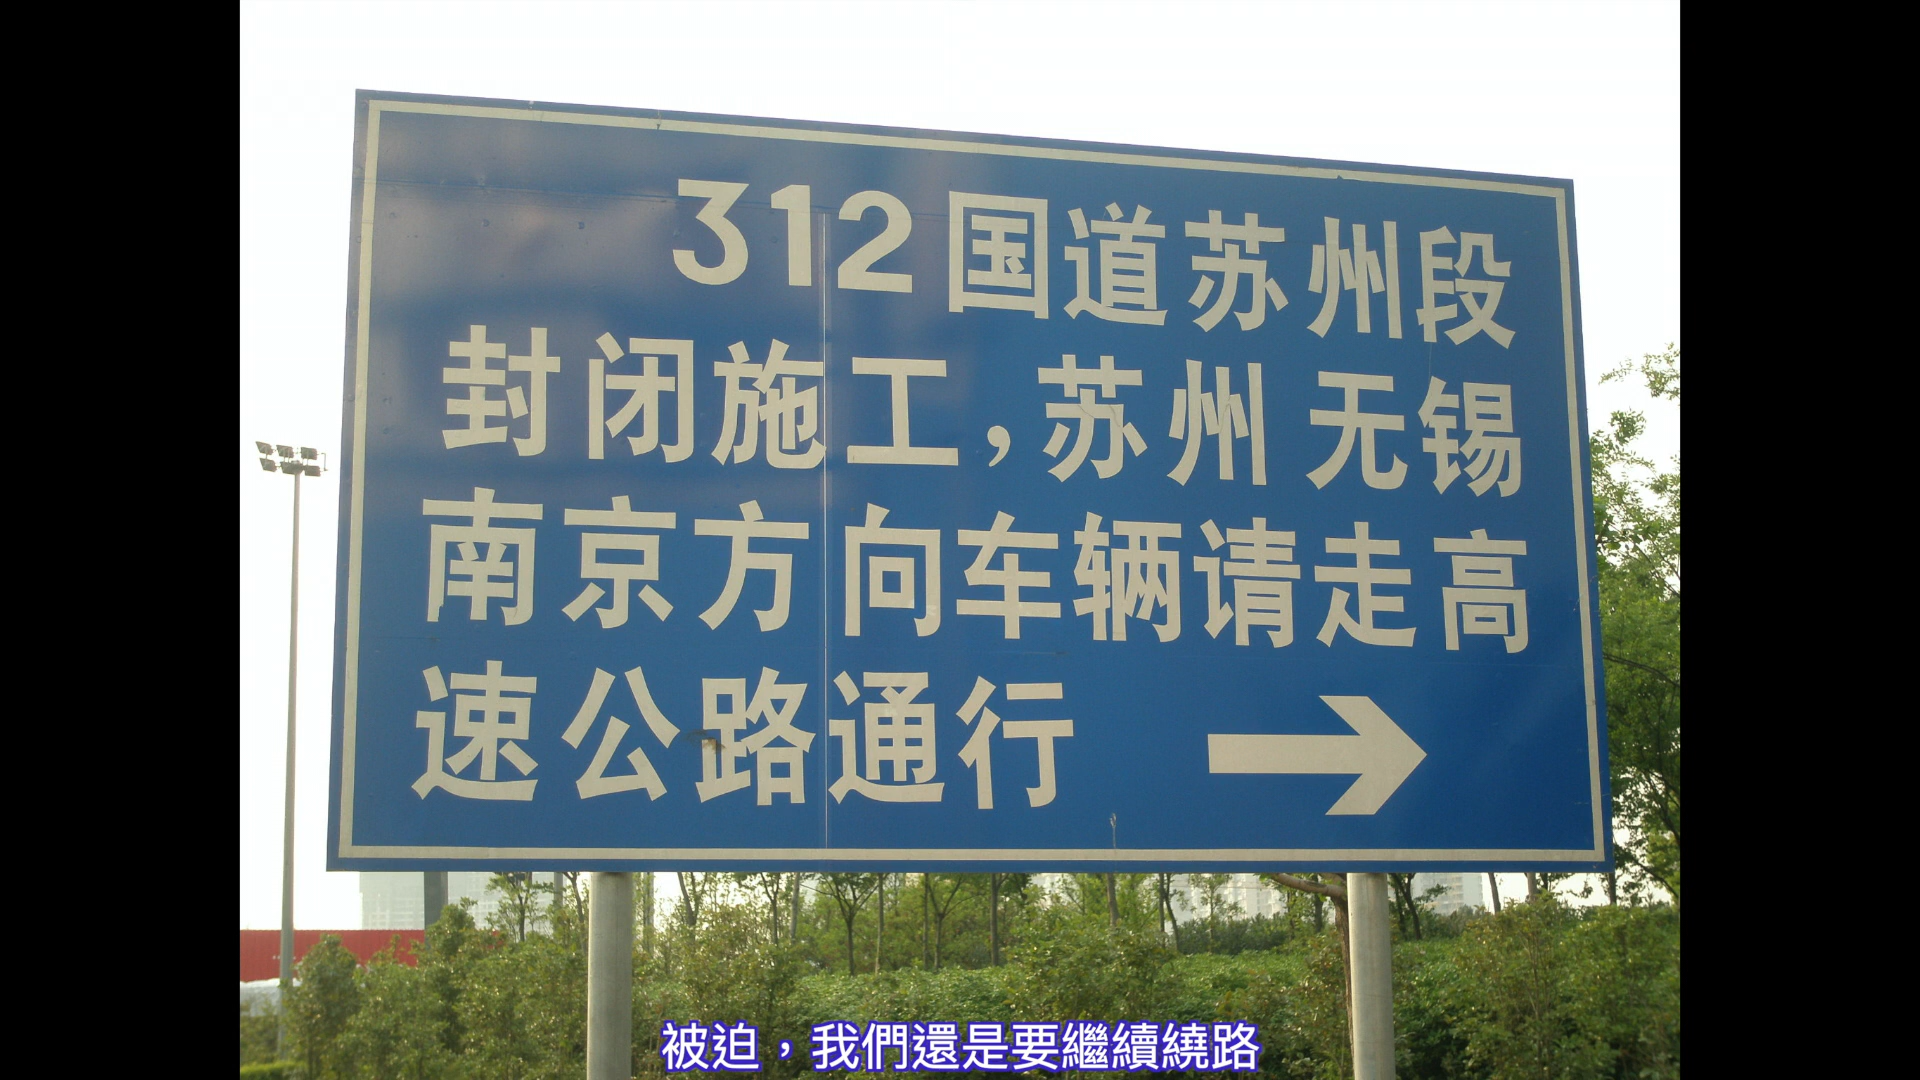 312国道苏州段
封闭施工,苏州 无锡
南京方向车辆请走高
速公路通行
被迫，我們還是要繼續繞路